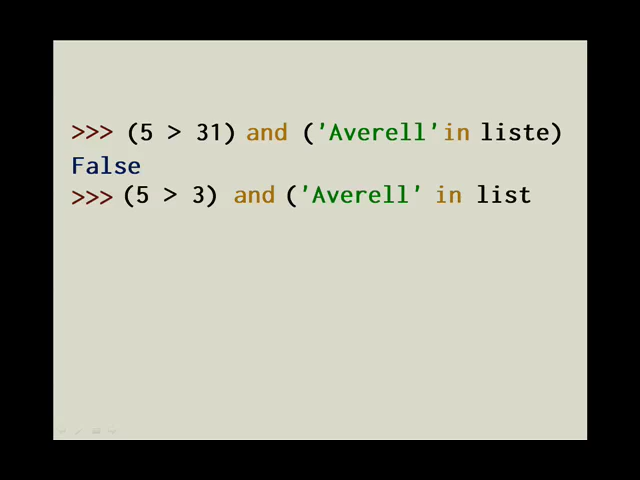 >>> (5 > 31) and ('Averell'in liste)
False
>>> (5 > 3) and ('Averell' in list